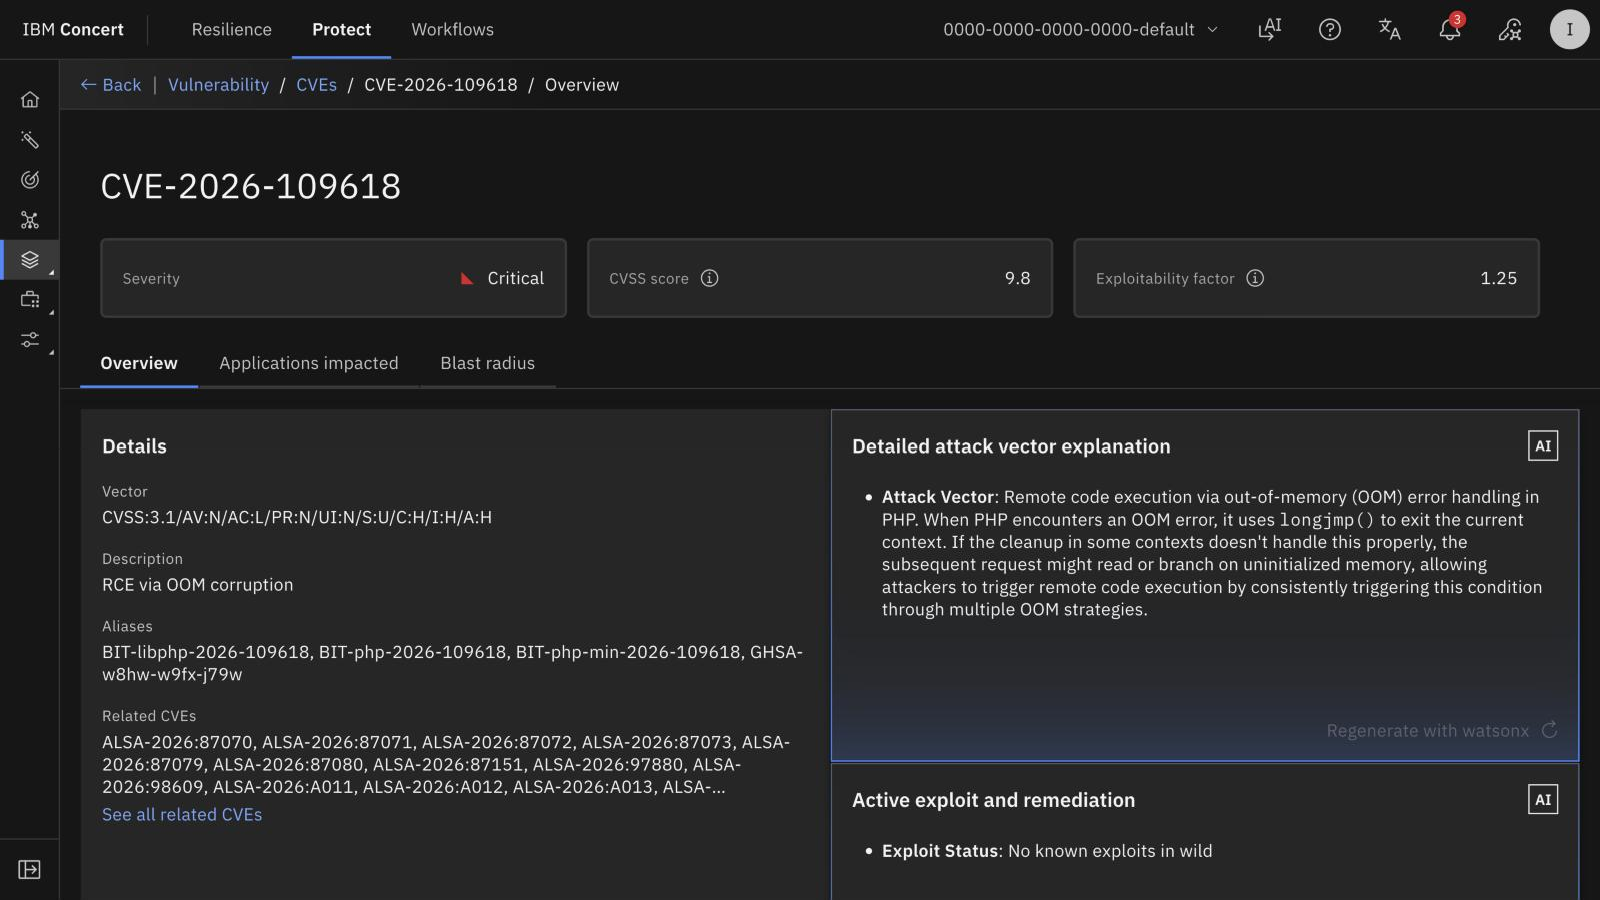 IBM Concert
Resilience
Protect
Workflows
0000-0000-0000-0000-default
AI
3
I
← Back | Vulnerability / CVEs / CVE-2026-109618 / Overview
CVE-2026-109618
Severity
Critical
CVSS score
9.8
Exploitability factor
1.25
Overview
Applications impacted
Blast radius
Details
Vector
CVSS:3.1/AV:N/AC:L/PR:N/UI:N/S:U/C:H/I:H/A:H
Description
RCE via OOM corruption
Aliases
BIT-libphp-2026-109618, BIT-php-2026-109618, BIT-php-min-2026-109618, GHSA-
w8hw-w9fx-j79w
Related CVEs
ALSA-2026:87070, ALSA-2026:87071, ALSA-2026:87072, ALSA-2026:87073, ALSA-
2026:87079, ALSA-2026:87080, ALSA-2026:87151, ALSA-2026:97880, ALSA-
2026:98609, ALSA-2026:A011, ALSA-2026:A012, ALSA-2026:A013, ALSA-...
See all related CVEs
Detailed attack vector explanation
AI
• Attack Vector: Remote code execution via out-of-memory (OOM) error handling in
PHP. When PHP encounters an OOM error, it uses longjmp() to exit the current
context. If the cleanup in some contexts doesn't handle this properly, the
subsequent request might read or branch on uninitialized memory, allowing
attackers to trigger remote code execution by consistently triggering this condition
through multiple OOM strategies.
Regenerate with watsonx
Active exploit and remediation
AI
• Exploit Status: No known exploits in wild